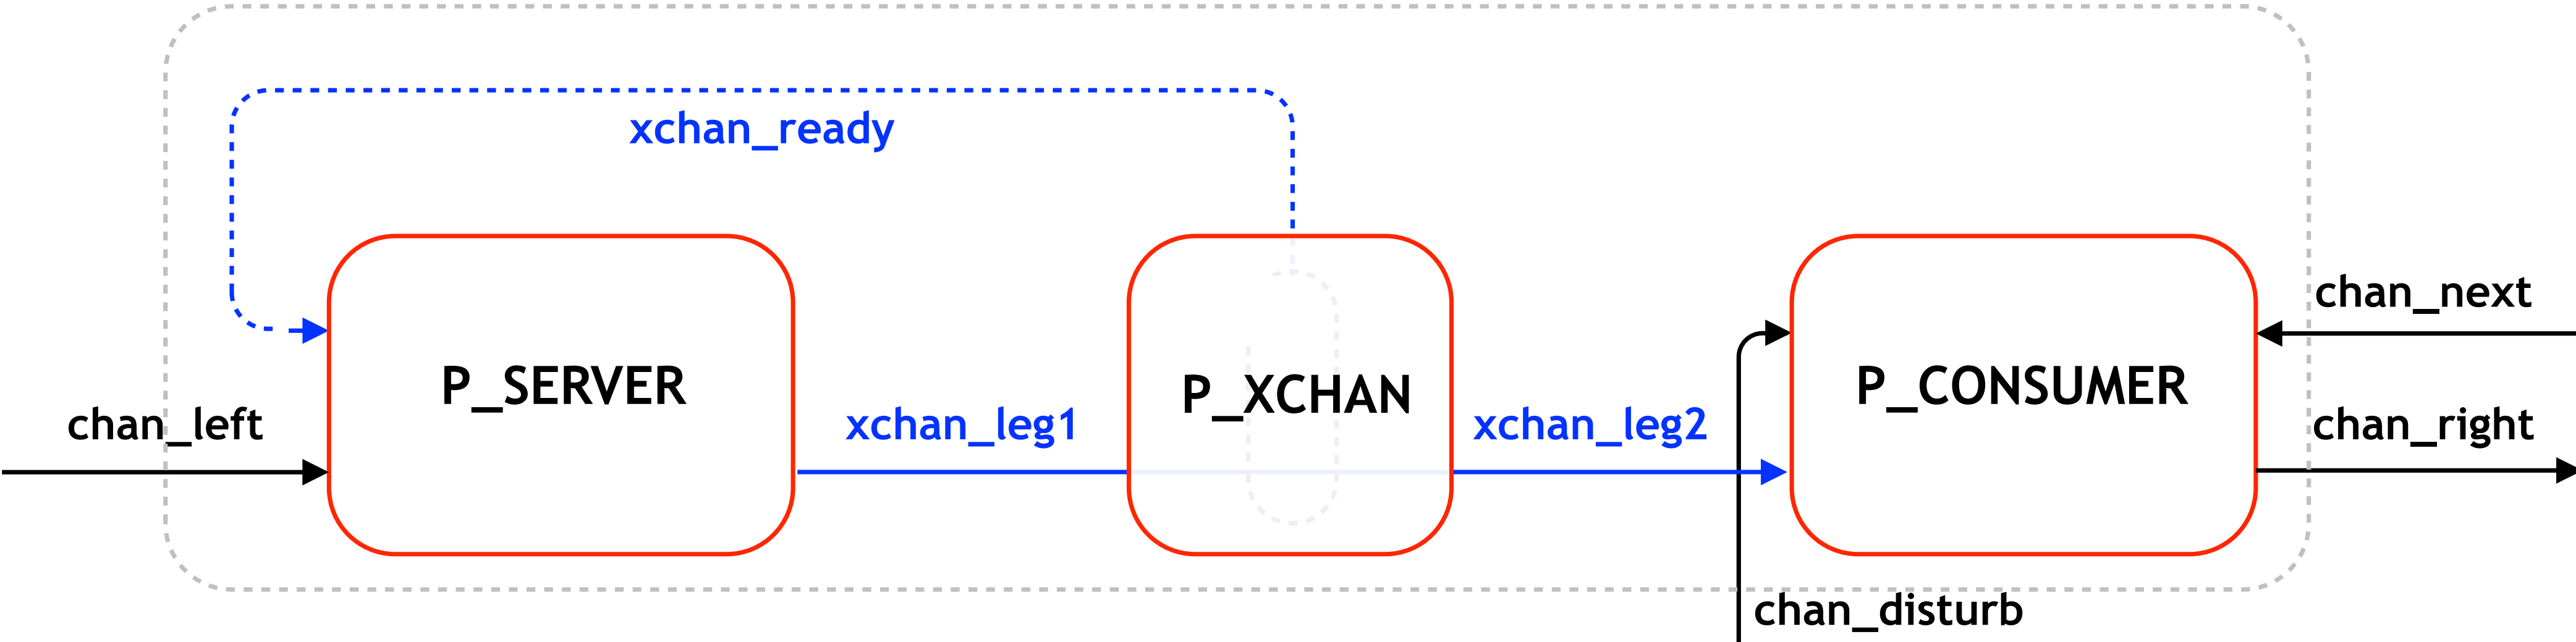 xchan_ready
chan_next
P_SERVER
P_XCHAN
P_CONSUMER
chan_left
xchan_leg1
xchan_leg2
chan_right
chan_disturb